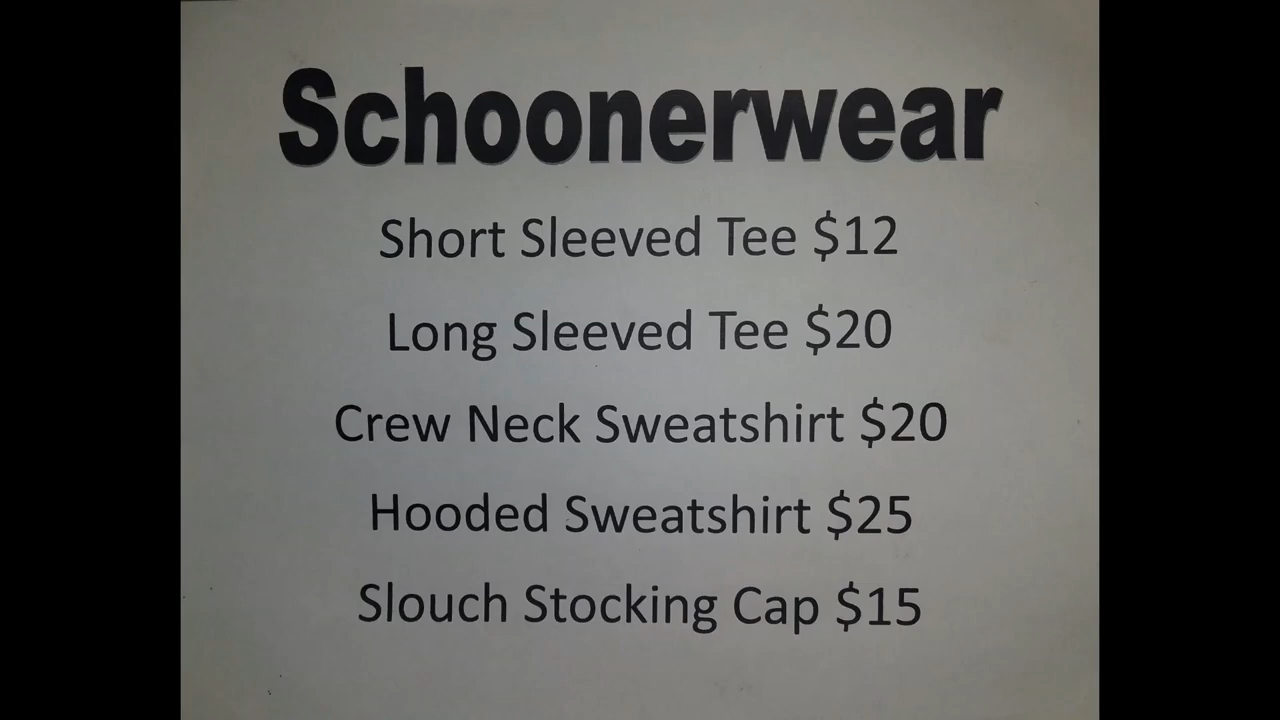 Schoonerwear
Short Sleeved Tee $12
Long Sleeved Tee $20
Crew Neck Sweatshirt $20
Hooded Sweatshirt $25
Slouch Stocking Cap $15